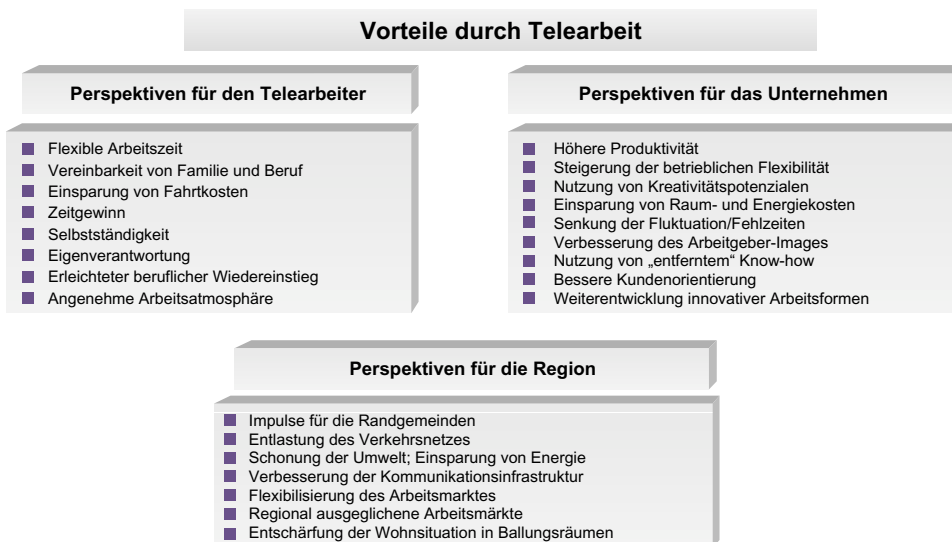 Vorteile durch Telearbeit
Perspektiven für den Telearbeiter
Flexible Arbeitszeit
Vereinbarkeit von Familie und Beruf
Einsparung von Fahrtkosten
Zeitgewinn
Selbstständigkeit
Eigenverantwortung
Erleichteter beruflicher Wiedereinstieg
Angenehme Arbeitsatmosphäre
Perspektiven für das Unternehmen
Höhere Produktivität
Steigerung der betrieblichen Flexibilität
Nutzung von Kreativitätspotenzialen
Einsparung von Raum- und Energiekosten
Senkung der Fluktuation/Fehlzeiten
Verbesserung des Arbeitgeber-Images
Nutzung von „entferntem“ Know-how
Bessere Kundenorientierung
Weiterentwicklung innovativer Arbeitsformen
Perspektiven für die Region
Impulse für die Randgemeinden
Entlastung des Verkehrsnetzes
Schonung der Umwelt; Einsparung von Energie
Verbesserung der Kommunikationsinfrastruktur
Flexibilisierung des Arbeitsmarktes
Regional ausgeglichene Arbeitsmärkte
Entschärfung der Wohnsituation in Ballungsräumen